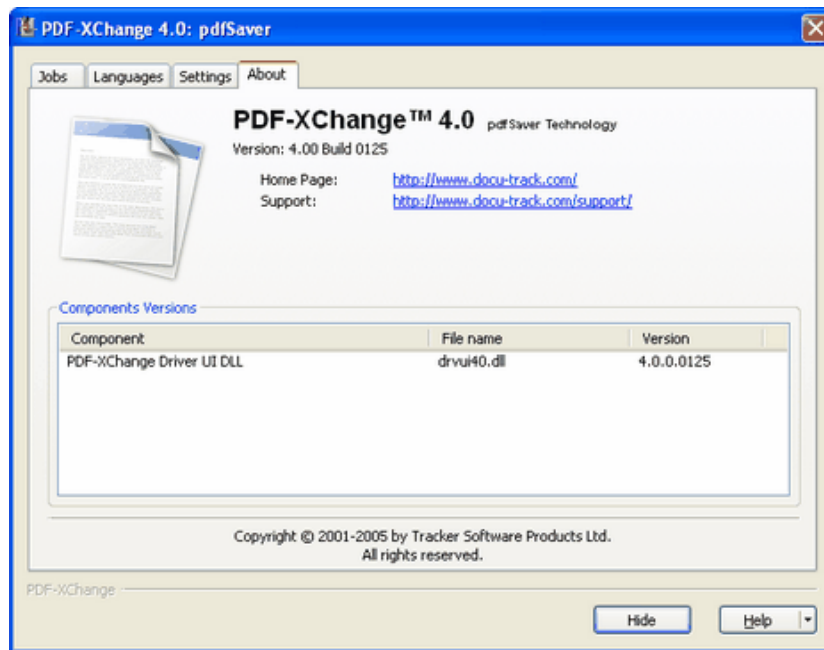 PDF-XChange 4.0: pdfSaver
Jobs Languages Settings About
PDF-XChange™ 4.0 pdfSaver Technology
Version: 4.00 Build 0125
Home Page: http://www.docu-track.com/
Support: http://www.docu-track.com/support/
Components Versions
Component File name Version
PDF-XChange Driver UI DLL drvui40.dll 4.0.0.0125
Copyright © 2001-2005 by Tracker Software Products Ltd.
All rights reserved.
PDF-XChange
Hide Help